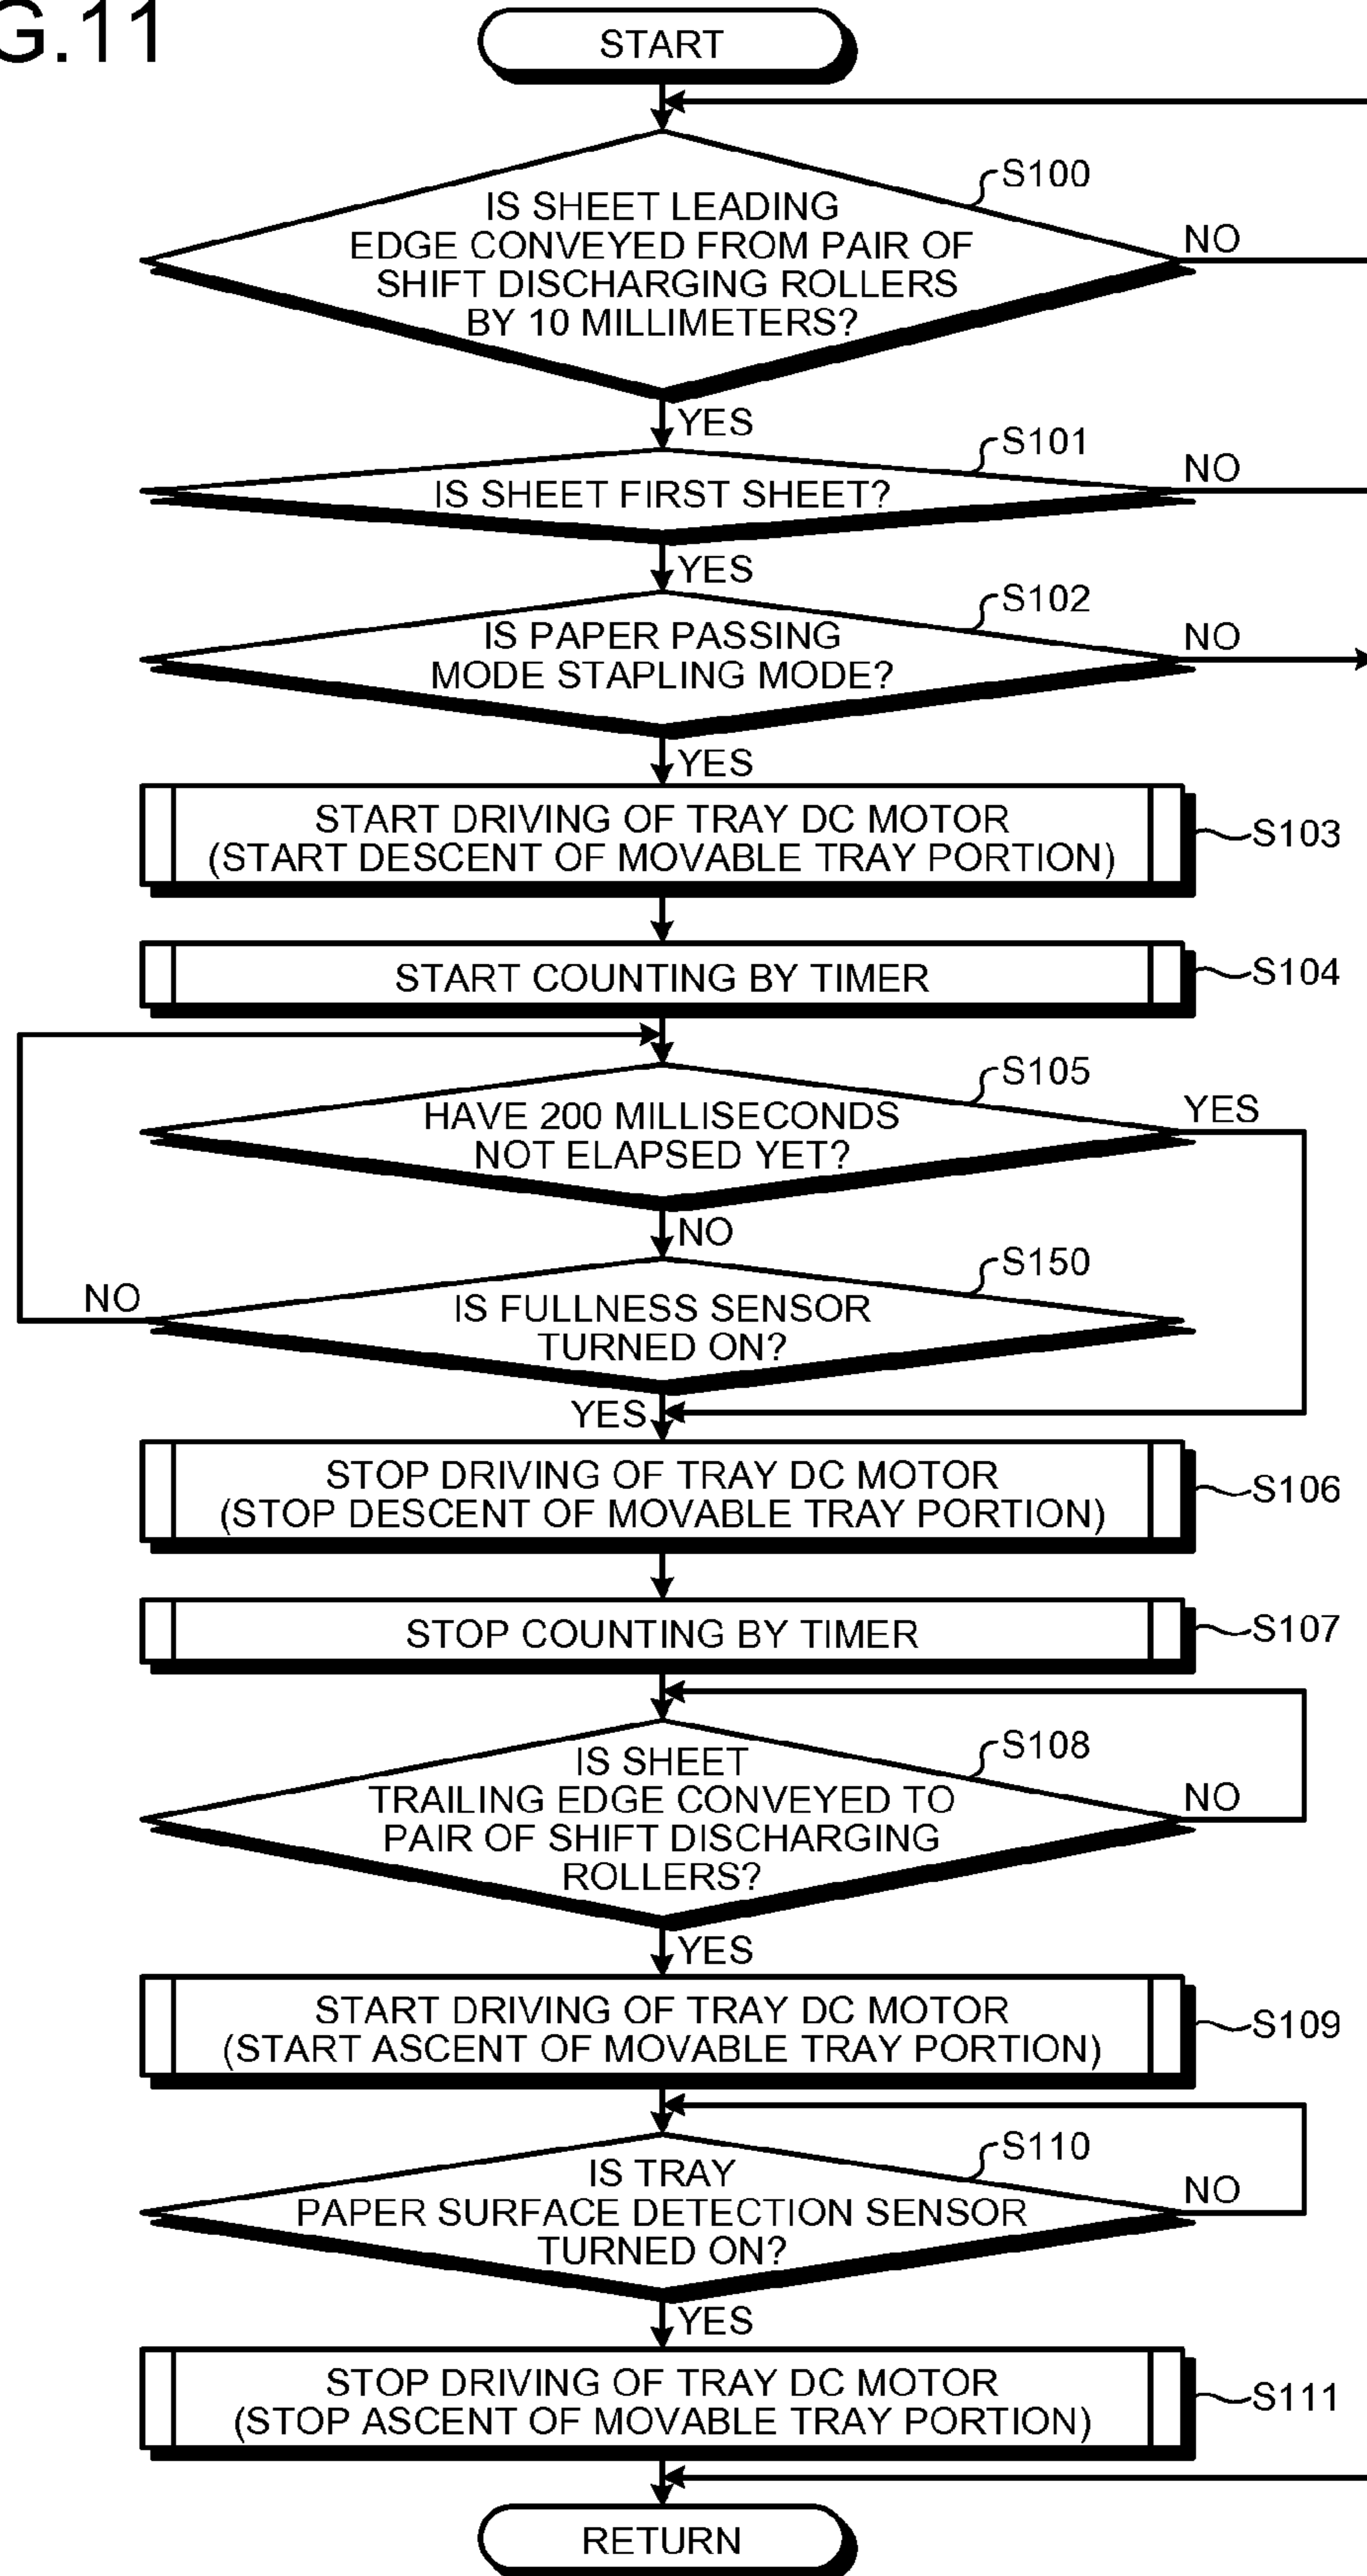 G.11
START
S100
IS SHEET LEADING
EDGE CONVEYED FROM PAIR OF
SHIFT DISCHARGING ROLLERS
BY 10 MILLIMETERS?
NO
YES
S101
IS SHEET FIRST SHEET?
NO
YES
S102
IS PAPER PASSING
MODE STAPLING MODE?
NO
YES
START DRIVING OF TRAY DC MOTOR
(START DESCENT OF MOVABLE TRAY PORTION)
S103
START COUNTING BY TIMER
S104
S105
HAVE 200 MILLISECONDS
NOT ELAPSED YET?
YES
NO
S150
IS FULLNESS SENSOR
TURNED ON?
NO
YES
STOP DRIVING OF TRAY DC MOTOR
(STOP DESCENT OF MOVABLE TRAY PORTION)
S106
STOP COUNTING BY TIMER
S107
S108
IS SHEET
TRAILING EDGE CONVEYED TO
PAIR OF SHIFT DISCHARGING
ROLLERS?
NO
YES
START DRIVING OF TRAY DC MOTOR
(START ASCENT OF MOVABLE TRAY PORTION)
S109
S110
IS TRAY
PAPER SURFACE DETECTION SENSOR
TURNED ON?
NO
YES
STOP DRIVING OF TRAY DC MOTOR
(STOP ASCENT OF MOVABLE TRAY PORTION)
S111
RETURN